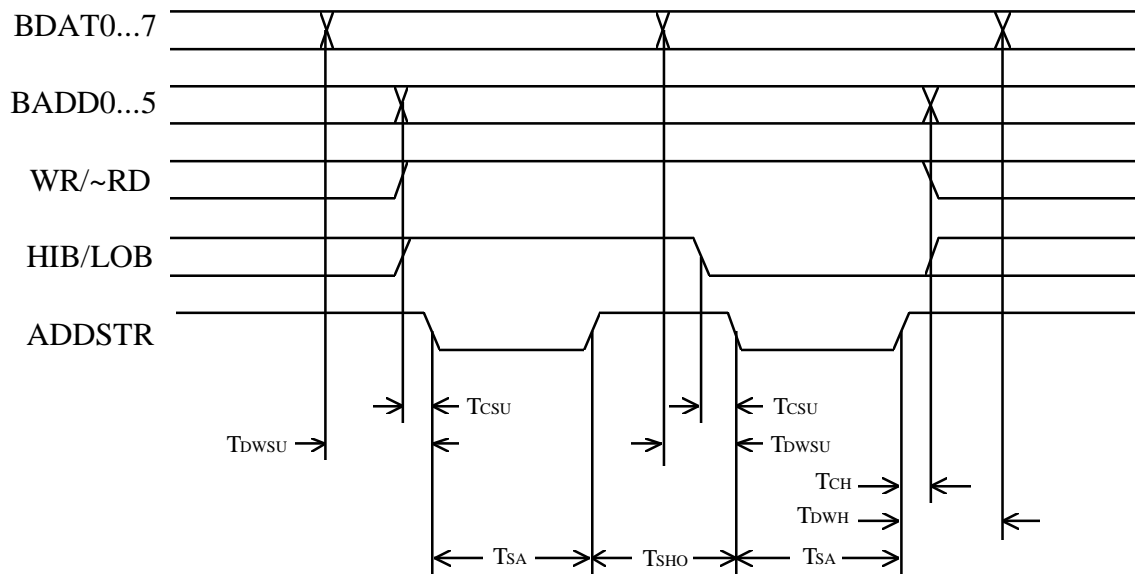 BDAT0...7
BADD0...5
WR/~RD
HIB/LOB
ADDSTR
TCSU TCSU
TDWSU TDWSU
TCH
TDWH
TSA TSHO TSA